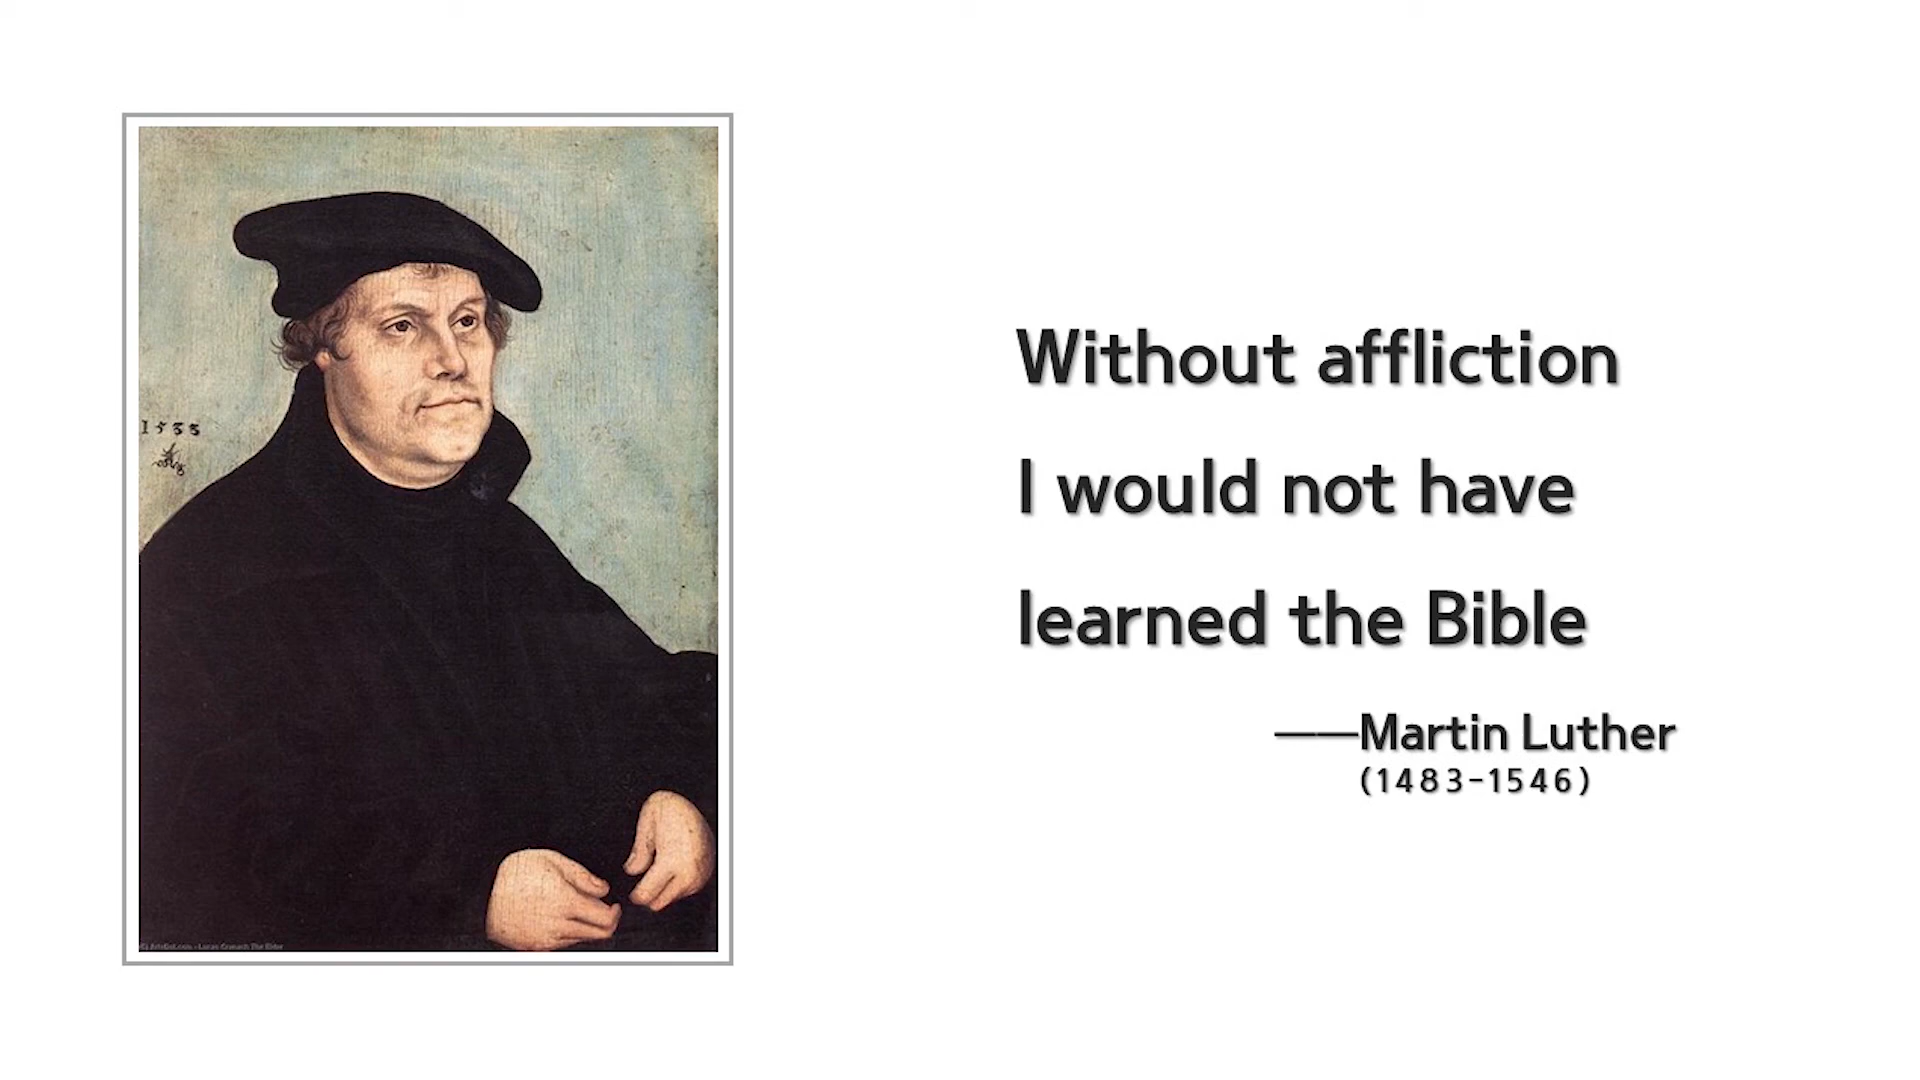 1533
Without affliction
I would not have
learned the Bible
——Martin Luther
(1483-1546)